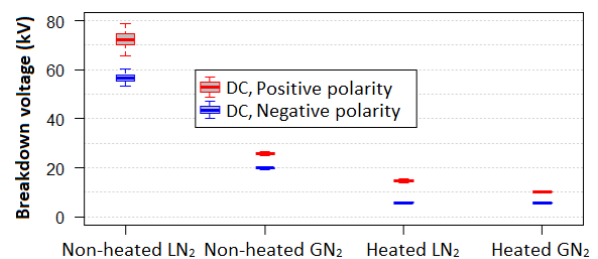 Breakdown voltage (kV)
80
60
40
20
0
DC, Positive polarity
DC, Negative polarity
Non-heated LN₂
Non-heated GN₂
Heated LN₂
Heated GN₂